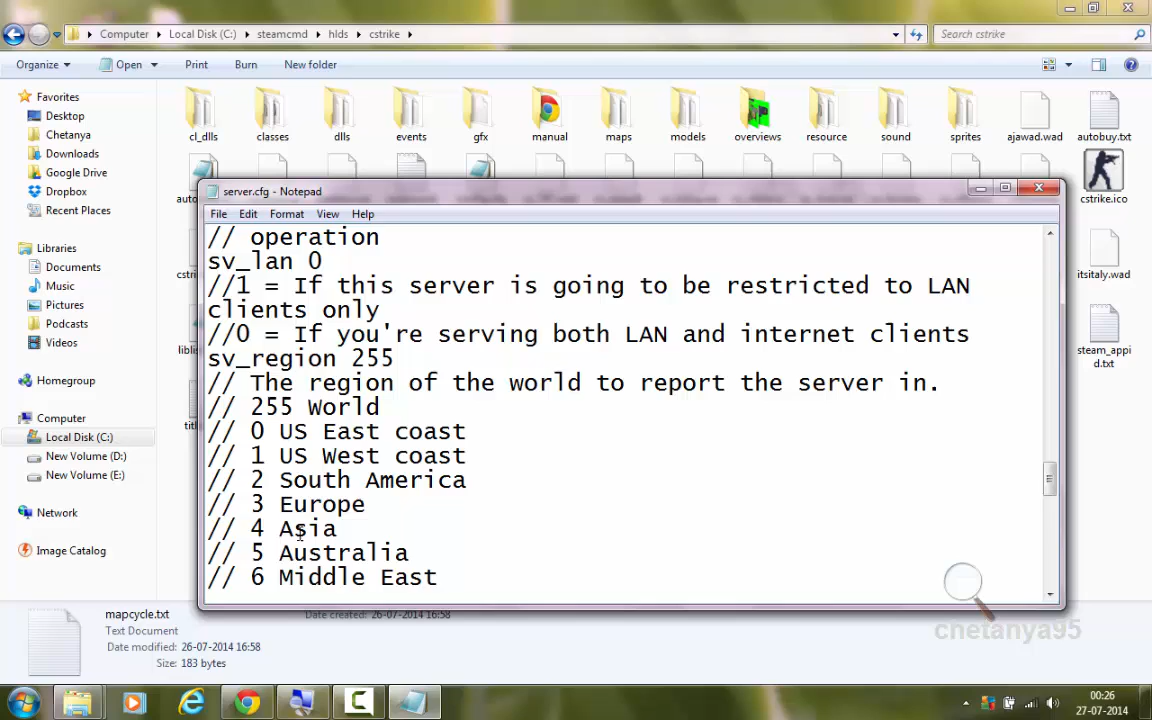 Computer Local Disk (C:) steamcmd hlds cstrike
Search cstrike
Organize Open Print Burn New folder
Favorites
Desktop
Chetanya
Downloads
Google Drive
Dropbox
Recent Places
Libraries
Documents
Music
Pictures
Podcasts
Videos
Homegroup
Computer
Local Disk (C:)
New Volume (D:)
New Volume (E:)
Network
Image Catalog
cl_dlls classes dlls events gfx manual maps models overviews resource sound sprites ajawad.wad autobuy.txt
cstrike.ico
itsitaly.wad
steam_appi
d.txt
server.cfg - Notepad
File Edit Format View Help
// operation
sv_lan 0
//1 = If this server is going to be restricted to LAN
clients only
//0 = If you're serving both LAN and internet clients
sv_region 255
// The region of the world to report the server in.
// 255 World
// 0 US East coast
// 1 US West coast
// 2 South America
// 3 Europe
// 4 Asia
// 5 Australia
// 6 Middle East
mapcycle.txt Date created: 26-07-2014 16:58
Text Document
Date modified: 26-07-2014 16:58
Size: 183 bytes
chetanya95
00:26
27-07-2014